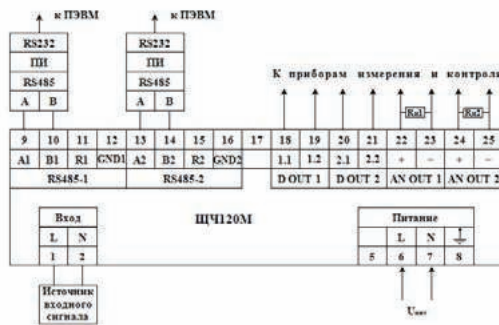 к ПЭВМ к ПЭВМ
RS232 RS232
ПИ ПИ
RS485 RS485
A B A B
К приборам измерения и контроля
Rн1 Rн2
9 10 11 12 13 14 15 16 17 18 19 20 21 22 23 24 25
A1 B1 R1 GND1 A2 B2 R2 GND2 1.1 1.2 2.1 2.2 + − + −
RS485-1 RS485-2 D OUT 1 D OUT 2 AN OUT 1 AN OUT 2
ЩЧ120М
Вход Питание
L N L N
1 2 5 6 7 8
Источник
входного
сигнала
Uпит